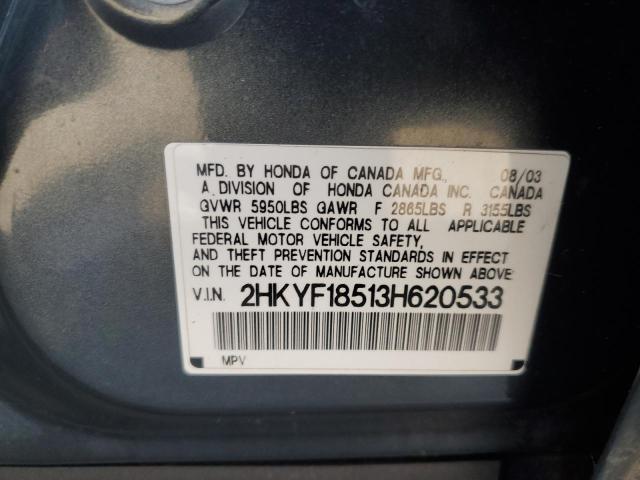 MFD. BY HONDA OF CANADA MFG., 08/03
A DIVISION OF HONDA CANADA INC. CANADA
GVWR 5950LBS GAWR F 2865LBS R 3155LBS
THIS VEHICLE CONFORMS TO ALL APPLICABLE
FEDERAL MOTOR VEHICLE SAFETY,
AND THEFT PREVENTION STANDARDS IN EFFECT
ON THE DATE OF MANUFACTURE SHOWN ABOVE
V.I.N. 2HKYF18513H620533
MPV